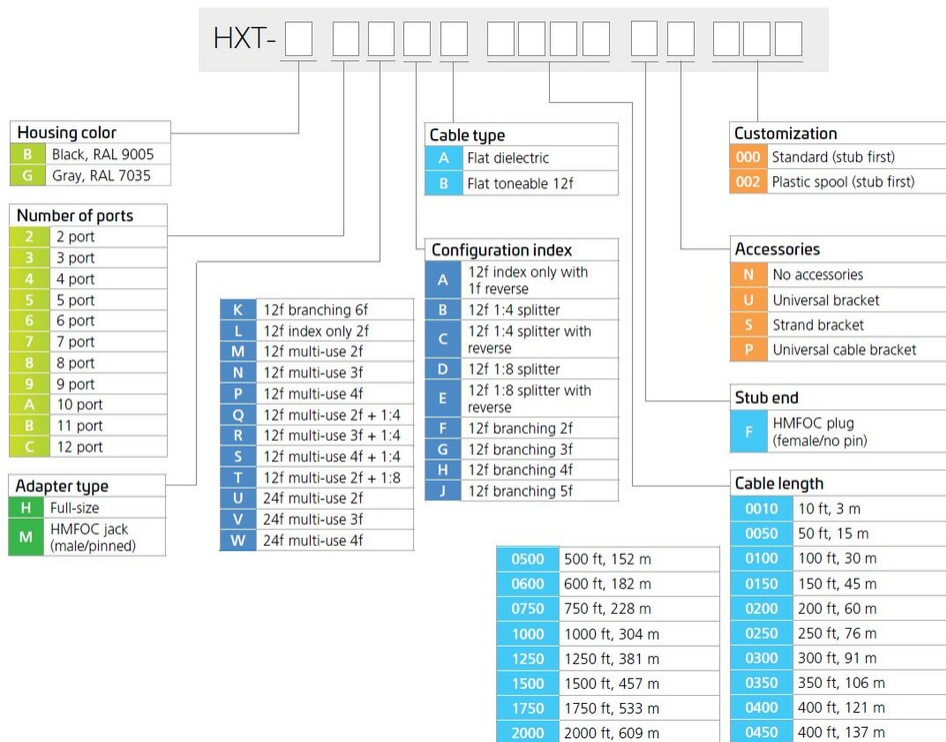 HXT-
Housing color
B Black, RAL 9005
G Gray, RAL 7035
Number of ports
2 2 port
3 3 port
4 4 port
5 5 port
6 6 port
7 7 port
8 8 port
9 9 port
A 10 port
B 11 port
C 12 port
Adapter type
H Full-size
M HMFOC jack
(male/pinned)
Cable type
A Flat dielectric
B Flat toneable 12f
Configuration index
A 12f index only with
1f reverse
B 12f 1:4 splitter
C 12f 1:4 splitter with
reverse
D 12f 1:8 splitter
E 12f 1:8 splitter with
reverse
F 12f branching 2f
G 12f branching 3f
H 12f branching 4f
J 12f branching 5f
K 12f branching 6f
L 12f index only 2f
M 12f multi-use 2f
N 12f multi-use 3f
P 12f multi-use 4f
Q 12f multi-use 2f + 1:4
R 12f multi-use 3f + 1:4
S 12f multi-use 4f + 1:4
T 12f multi-use 2f + 1:8
U 24f multi-use 2f
V 24f multi-use 3f
W 24f multi-use 4f
Customization
000 Standard (stub first)
002 Plastic spool (stub first)
Accessories
N No accessories
U Universal bracket
S Strand bracket
P Universal cable bracket
Stub end
F HMFOC plug
(female/no pin)
Cable length
0010 10 ft, 3 m
0050 50 ft, 15 m
0100 100 ft, 30 m
0150 150 ft, 45 m
0200 200 ft, 60 m
0250 250 ft, 76 m
0300 300 ft, 91 m
0350 350 ft, 106 m
0400 400 ft, 121 m
0450 400 ft, 137 m
0500 500 ft, 152 m
0600 600 ft, 182 m
0750 750 ft, 228 m
1000 1000 ft, 304 m
1250 1250 ft, 381 m
1500 1500 ft, 457 m
1750 1750 ft, 533 m
2000 2000 ft, 609 m